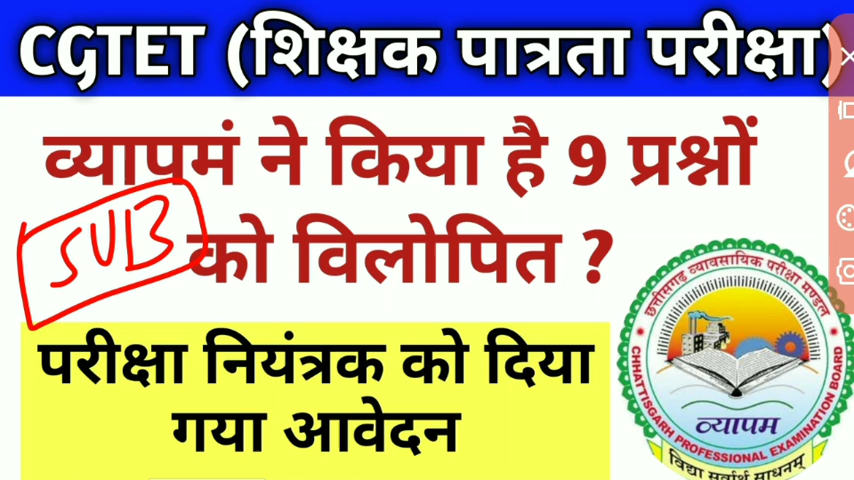 CGTET (शिक्षक पात्रता परीक्षा)
व्यापमं ने किया है 9 प्रश्नों
को विलोपित ?
SUB
परीक्षा नियंत्रक को दिया
गया आवेदन
छत्तीसगढ़ व्यावसायिक परीक्षा मण्डल
व्यापम
CHHATTISGARH PROFESSIONAL EXAMINATION BOARD
विद्या सर्वार्थ साधनम्